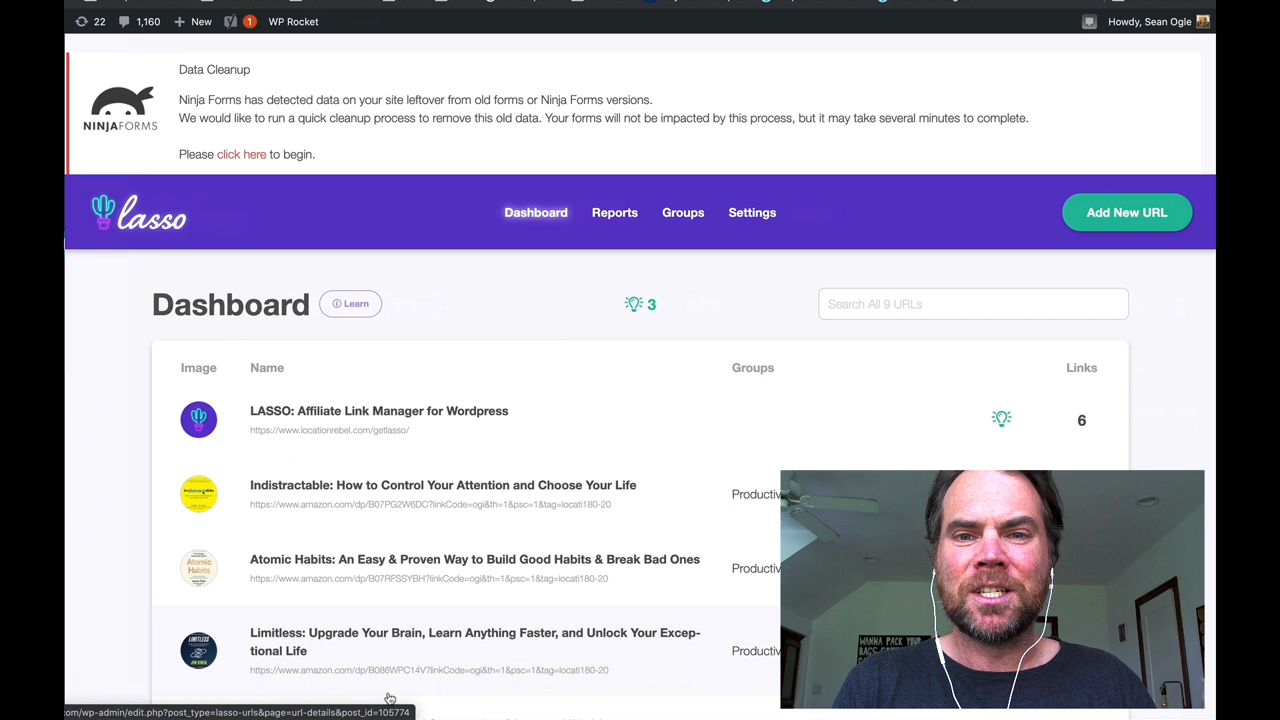 22 1,160 New 1 WP Rocket Howdy, Sean Ogle
Data Cleanup
Ninja Forms has detected data on your site leftover from old forms or Ninja Forms versions.
We would like to run a quick cleanup process to remove this old data. Your forms will not be impacted by this process, but it may take several minutes to complete.
NINJAFORMS
Please click here to begin.
lasso Dashboard Reports Groups Settings Add New URL
Dashboard Learn 3 Search All 9 URLs
Image Name Groups Links
LASSO: Affiliate Link Manager for Wordpress
https://www.locationrebel.com/getlasso/
6
Indistractable: How to Control Your Attention and Choose Your Life
Productiv
https://www.amazon.com/dp/B07PG2W6DC?linkCode=ogi&th=1&psc=1&tag=locati180-20
Atomic Habits: An Easy & Proven Way to Build Good Habits & Break Bad Ones
Atomic
Habits
Productiv
https://www.amazon.com/dp/B07RFSSYBH?linkCode=ogi&th=1&psc=1&tag=locati180-20
Limitless: Upgrade Your Brain, Learn Anything Faster, and Unlock Your Excep-
tional Life
LIMITLESS
Productiv
https://www.amazon.com/dp/B086WPC14V?linkCode=ogi&th=1&psc=1&tag=locati180-20
WANNA PACK YOUR
com/wp-admin/edit.php?post_type=lasso-urls&page=url-details&post_id=105774